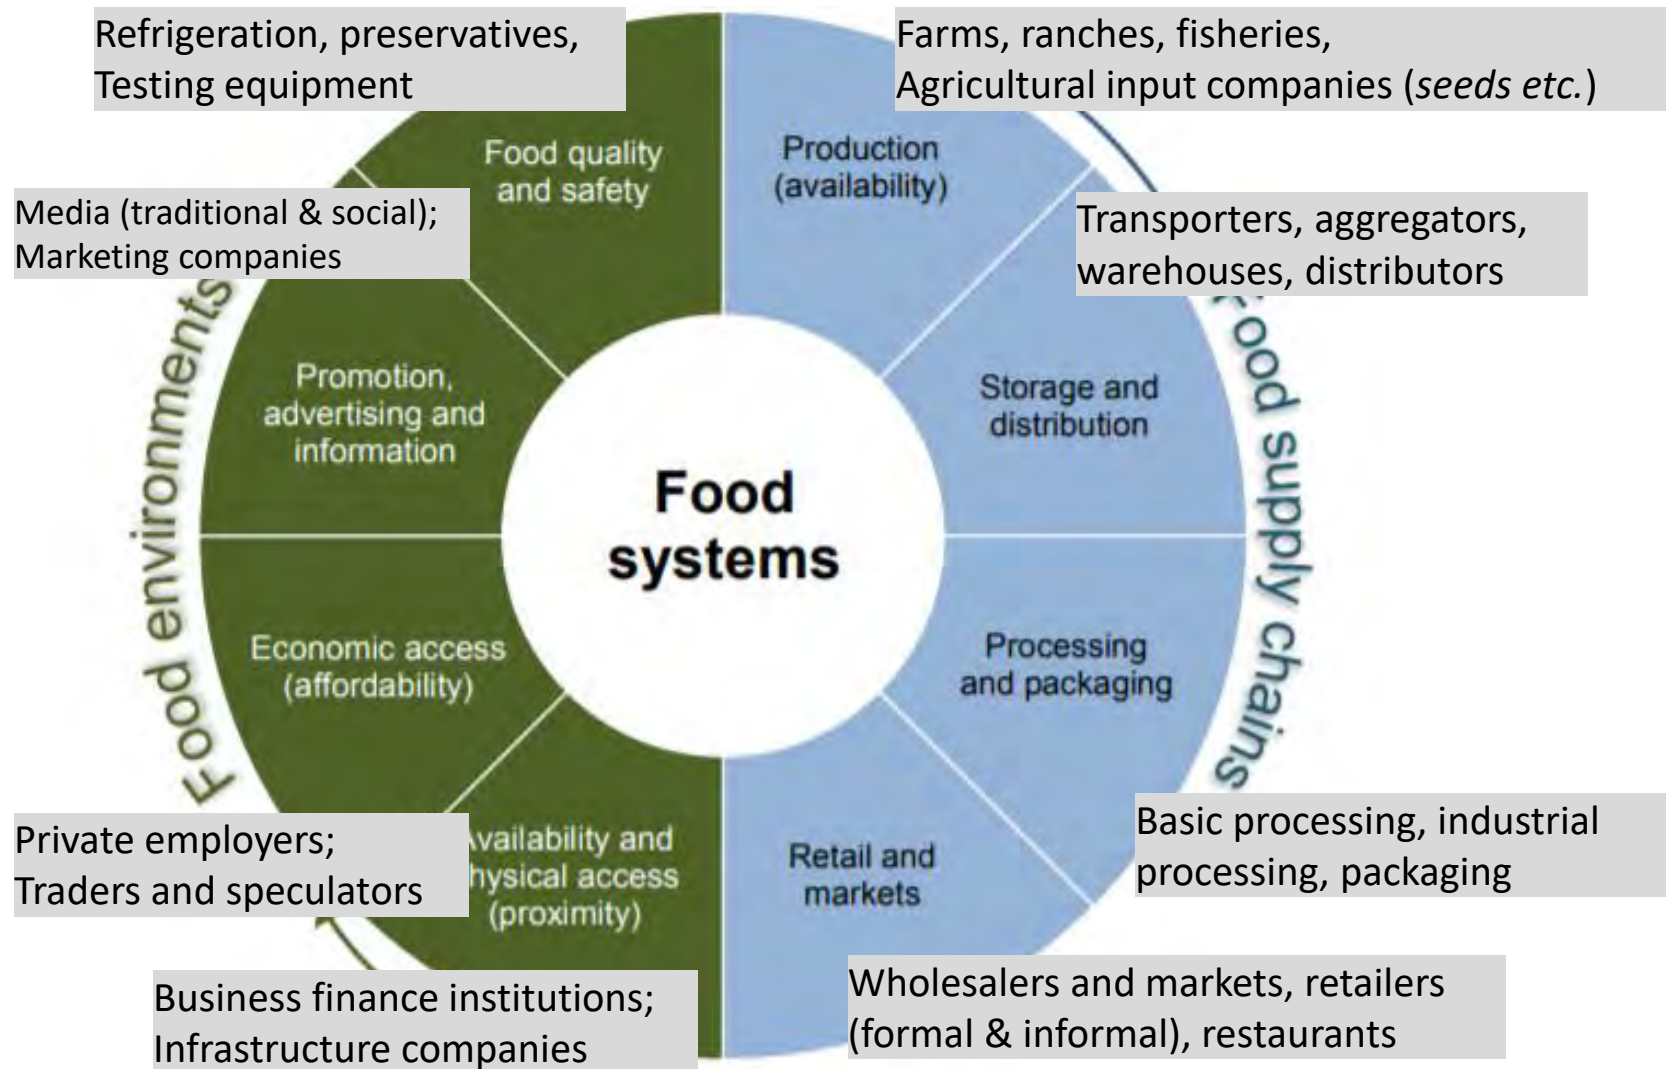 Refrigeration, preservatives,
Testing equipment
Farms, ranches, fisheries,
Agricultural input companies (seeds etc.)
Food quality
and safety
Production
(availability)
Media (traditional & social);
Marketing companies
Transporters, aggregators,
warehouses, distributors
Food environments
Food supply chains
Promotion,
advertising and
information
Storage and
distribution
Food
systems
Economic access
(affordability)
Processing
and packaging
Private employers;
Traders and speculators
Availability and
physical access
(proximity)
Retail and
markets
Basic processing, industrial
processing, packaging
Business finance institutions;
Infrastructure companies
Wholesalers and markets, retailers
(formal & informal), restaurants